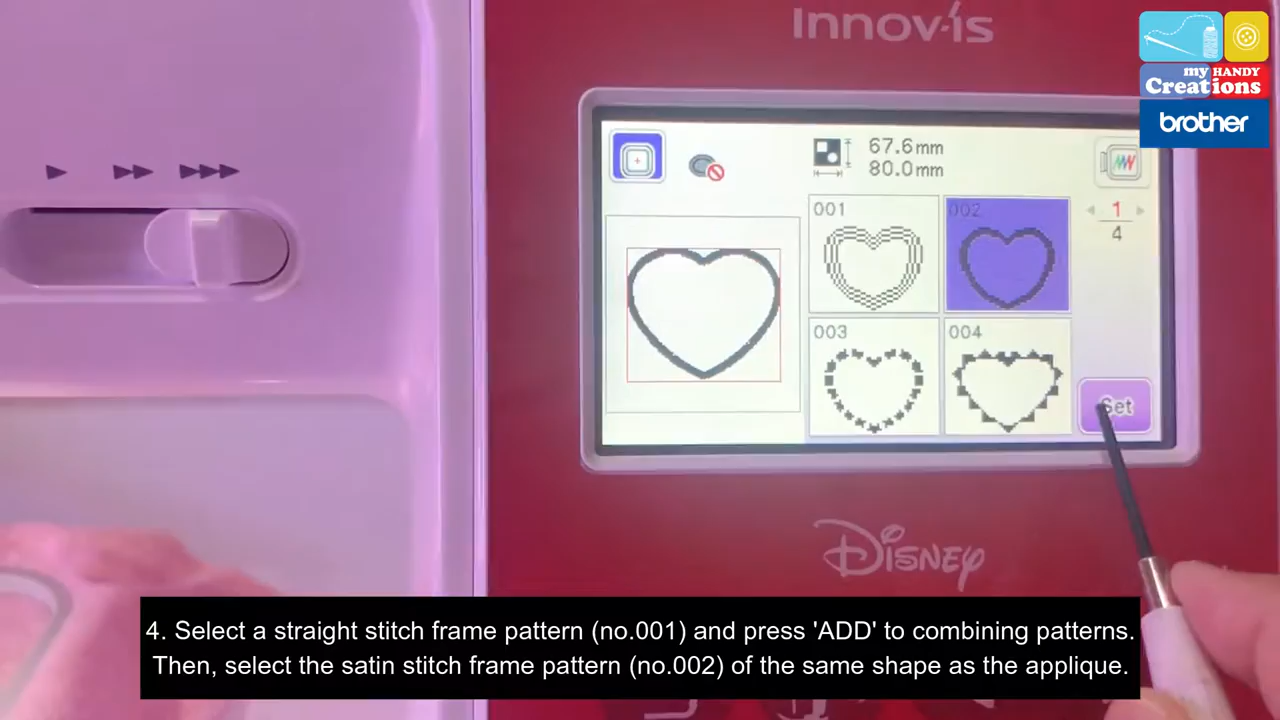 Innov-ís
my HANDY
Creations
brother
67.6mm
80.0mm
001
002
1
4
003
004
Set
Disney
4. Select a straight stitch frame pattern (no.001) and press 'ADD' to combining patterns.
Then, select the satin stitch frame pattern (no.002) of the same shape as the applique.